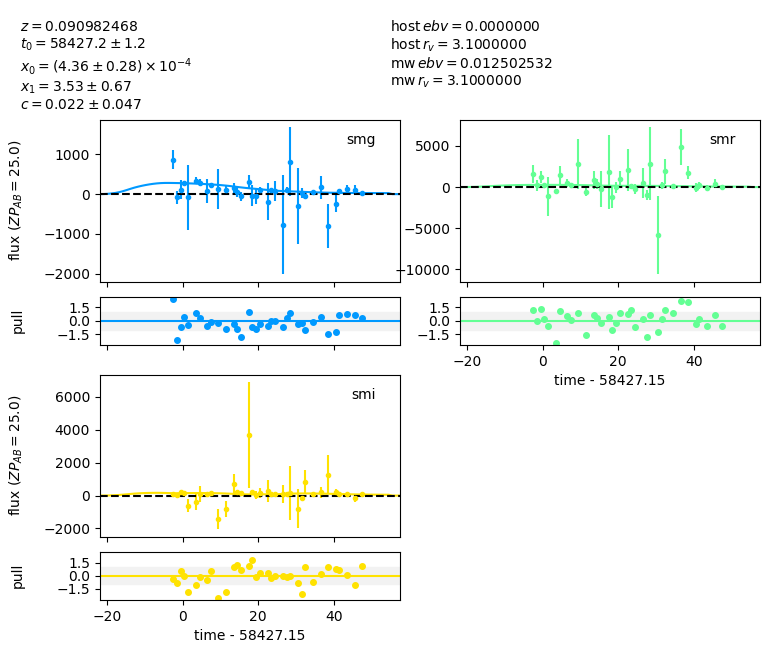 z = 0.090982468
t₀ = 58427.2 ± 1.2
x₀ = (4.36 ± 0.28) × 10⁻⁴
x₁ = 3.53 ± 0.67
c = 0.022 ± 0.047
host ebv = 0.0000000
host r_v = 3.1000000
mw ebv = 0.012502532
mw r_v = 3.1000000
smg
flux (ZP_AB = 25.0)
1000
0
−1000
−2000
pull
1.5
0.0
−1.5
smr
5000
0
−5000
−10000
1.5
0.0
−1.5
−20 0 20 40
time - 58427.15
smi
flux (ZP_AB = 25.0)
6000
4000
2000
0
−2000
pull
1.5
0.0
−1.5
−20 0 20 40
time - 58427.15